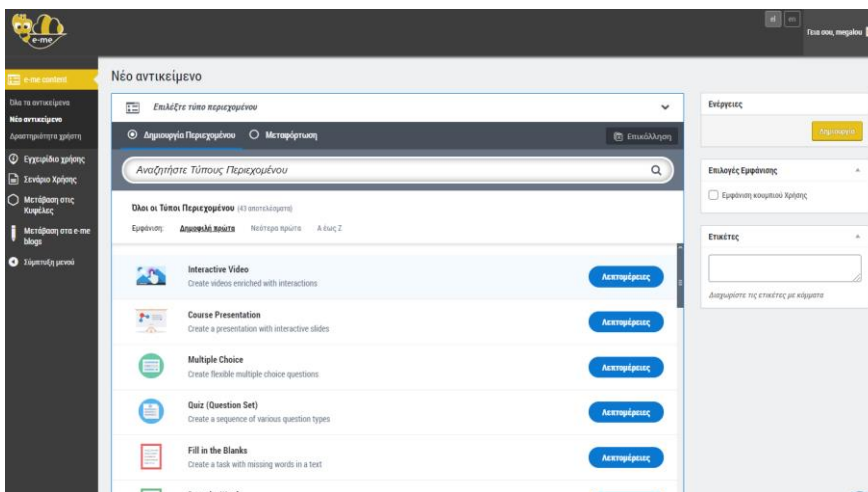 e-me
el
en
Γεια σου, megalou
e-me content
Όλα τα αντικείμενα
Νέο αντικείμενο
Δραστηριότητα χρήστη
Εγχειρίδιο χρήσης
Σενάριο Χρήσης
Μετάβαση στις
Κυψέλες
Μετάβαση στα e-me
blogs
Σύμπτυξη μενού
Νέο αντικείμενο
Επιλέξτε τύπο περιεχομένου
Δημιουργία Περιεχομένου
Μεταφόρτωση
Επικόλληση
Αναζητήστε Τύπους Περιεχομένου
Όλοι οι Τύποι Περιεχομένου (43 αποτελέσματα)
Εμφάνιση: Δημοφιλή πρώτα Νεότερα πρώτα Α έως Ζ
Interactive Video
Create videos enriched with interactions
Λεπτομέρειες
Course Presentation
Create a presentation with interactive slides
Λεπτομέρειες
Multiple Choice
Create flexible multiple choice questions
Λεπτομέρειες
Quiz (Question Set)
Create a sequence of various question types
Λεπτομέρειες
Fill in the Blanks
Create a task with missing words in a text
Λεπτομέρειες
Ενέργειες
Δημιουργία
Επιλογές Εμφάνισης
Εμφάνιση κουμπιού Χρήσης
Ετικέτες
Διαχωρίστε τις ετικέτες με κόμματα